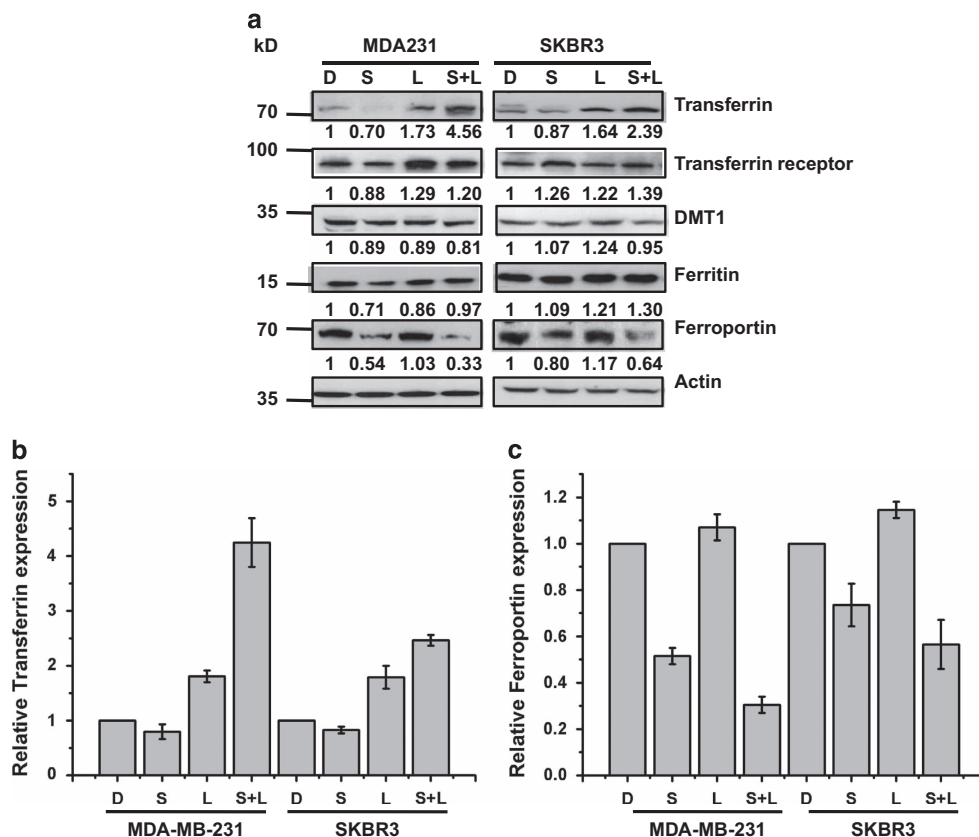 a
kD MDA231 SKBR3
D S L S+L D S L S+L
70 Transferrin
1 0.70 1.73 4.56 1 0.87 1.64 2.39
100 Transferrin receptor
1 0.88 1.29 1.20 1 1.26 1.22 1.39
35 DMT1
1 0.89 0.89 0.81 1 1.07 1.24 0.95
15 Ferritin
1 0.71 0.86 0.97 1 1.09 1.21 1.30
70 Ferroportin
1 0.54 1.03 0.33 1 0.80 1.17 0.64
35 Actin
b
Relative Transferrin expression
5
4
3
2
1
0
D S L S+L D S L S+L
MDA-MB-231 SKBR3
c
Relative Ferroportin expression
1.2
1.0
0.8
0.6
0.4
0.2
0
D S L S+L D S L S+L
MDA-MB-231 SKBR3